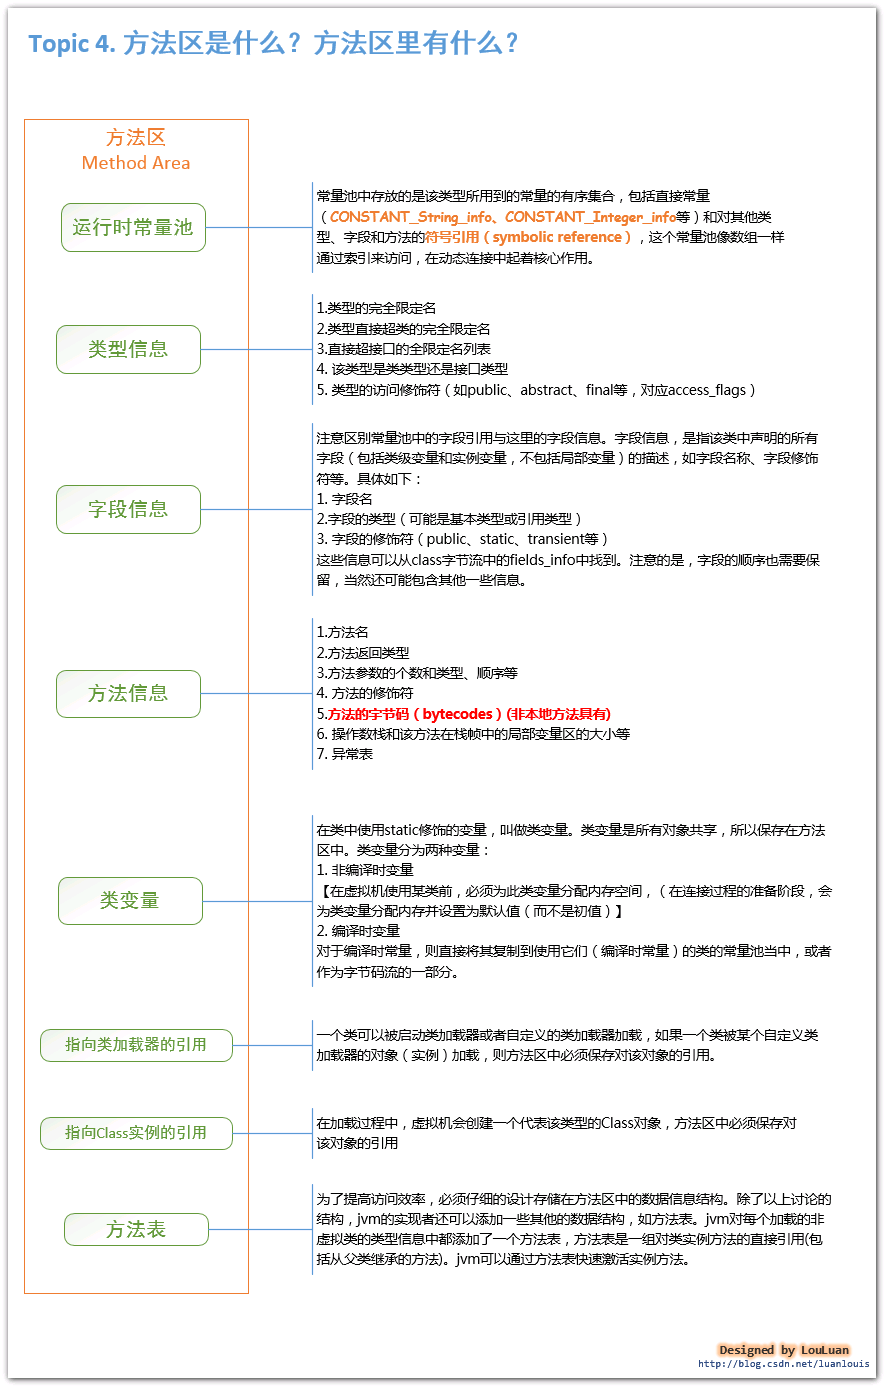 Topic 4. 方法区是什么？方法区里有什么？
方法区
Method Area
运行时常量池
常量池中存放的是该类型所用到的常量的有序集合，包括直接常量
（CONSTANT_String_info、CONSTANT_Integer_info等）和对其他类
型、字段和方法的符号引用（symbolic reference），这个常量池像数组一样
通过索引来访问，在动态连接中起着核心作用。
类型信息
1.类型的完全限定名
2.类型直接超类的完全限定名
3.直接超接口的全限定名列表
4. 该类型是类类型还是接口类型
5. 类型的访问修饰符（如public、abstract、final等，对应access_flags）
字段信息
注意区别常量池中的字段引用与这里的字段信息。字段信息，是指该类中声明的所有
字段（包括类级变量和实例变量，不包括局部变量）的描述，如字段名称、字段修饰
符等。具体如下：
1. 字段名
2.字段的类型（可能是基本类型或引用类型）
3. 字段的修饰符（public、static、transient等）
这些信息可以从class字节流中的fields_info中找到。注意的是，字段的顺序也需要保
留，当然还可能包含其他一些信息。
方法信息
1.方法名
2.方法返回类型
3.方法参数的个数和类型、顺序等
4. 方法的修饰符
5.方法的字节码（bytecodes）(非本地方法具有)
6. 操作数栈和该方法在栈帧中的局部变量区的大小等
7. 异常表
类变量
在类中使用static修饰的变量，叫做类变量。类变量是所有对象共享，所以保存在方法
区中。类变量分为两种变量：
1. 非编译时变量
【在虚拟机使用某类前，必须为此类变量分配内存空间，（在连接过程的准备阶段，会
为类变量分配内存并设置为默认值（而不是初值）】
2. 编译时变量
对于编译时常量，则直接将其复制到使用它们（编译时常量）的类的常量池当中，或者
作为字节码流的一部分。
指向类加载器的引用
一个类可以被启动类加载器或者自定义的类加载器加载，如果一个类被某个自定义类
加载器的对象（实例）加载，则方法区中必须保存对该对象的引用。
指向Class实例的引用
在加载过程中，虚拟机会创建一个代表该类型的Class对象，方法区中必须保存对
该对象的引用
方法表
为了提高访问效率，必须仔细的设计存储在方法区中的数据信息结构。除了以上讨论的
结构，jvm的实现者还可以添加一些其他的数据结构，如方法表。jvm对每个加载的非
虚拟类的类型信息中都添加了一个方法表，方法表是一组对类实例方法的直接引用(包
括从父类继承的方法)。jvm可以通过方法表快速激活实例方法。
Designed by LouLuan
http://blog.csdn.net/luanlouis